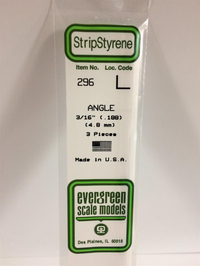 StripStyrene
Item No. Loc. Code
296
ANGLE
3/16" (.188)
(4.8 mm)
3 Pieces
Made in U.S.A.
evergreen
scale models
Des Plaines, IL 60018